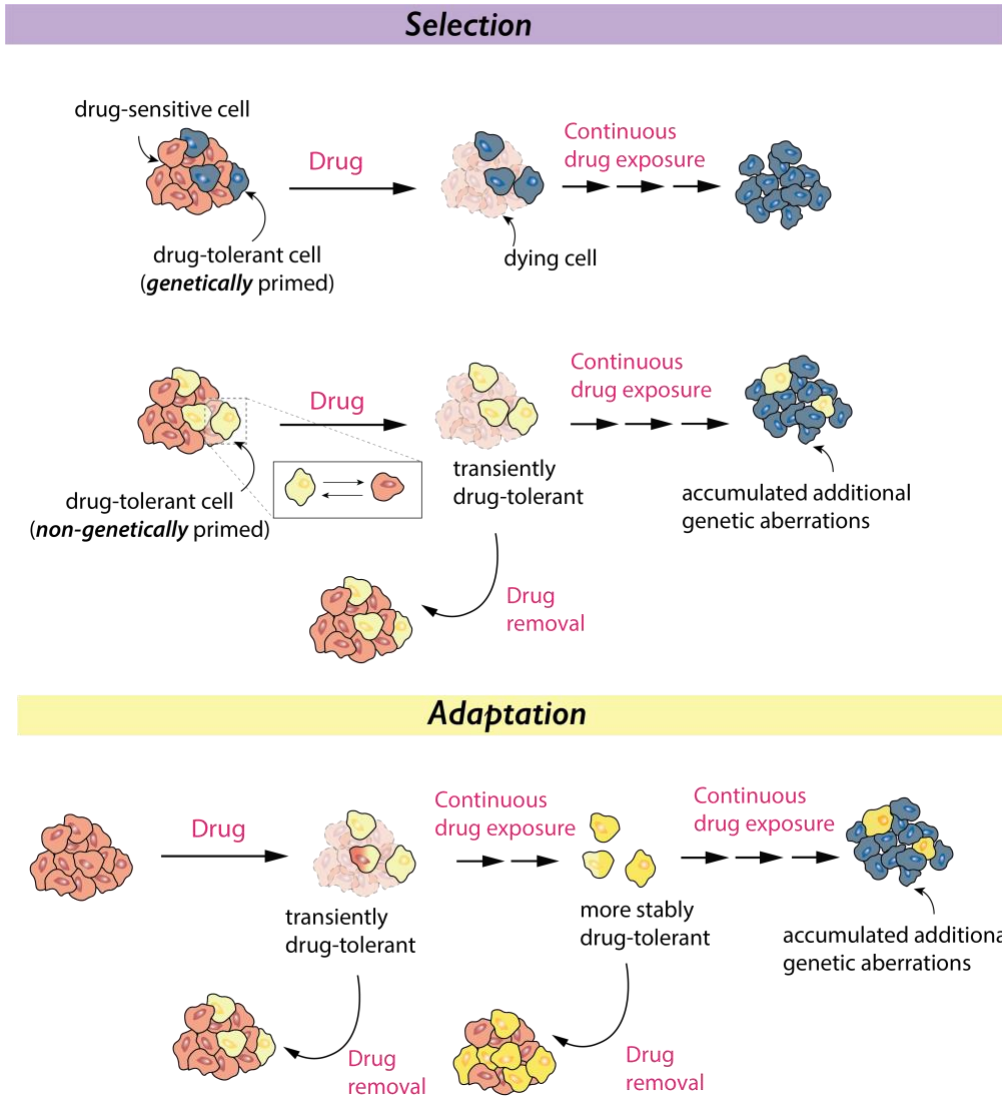 Selection
drug-sensitive cell
Drug
Continuous
drug exposure
drug-tolerant cell
(genetically primed)
dying cell
Drug
Continuous
drug exposure
drug-tolerant cell
(non-genetically primed)
transiently
drug-tolerant
accumulated additional
genetic aberrations
Drug
removal
Adaptation
Drug
Continuous
drug exposure
Continuous
drug exposure
transiently
drug-tolerant
more stably
drug-tolerant
accumulated additiona
genetic aberrations
Drug
removal
Drug
removal